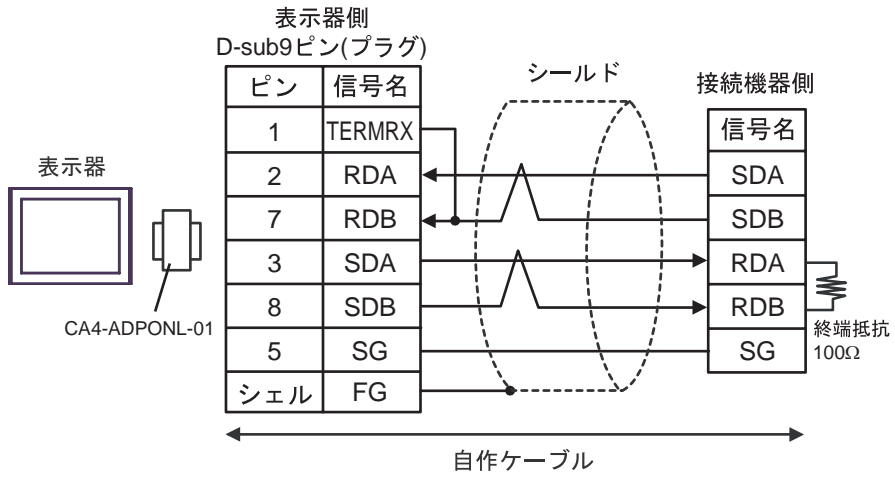 表示器側
D-sub9ピン(プラグ)
シールド
接続機器側
ピン 信号名
信号名
1 TERMRX
表示器
2 RDA
SDA
7 RDB
SDB
3 SDA
RDA
8 SDB
RDB
CA4-ADPONL-01
終端抵抗
100Ω
5 SG
SG
シェル FG
自作ケーブル